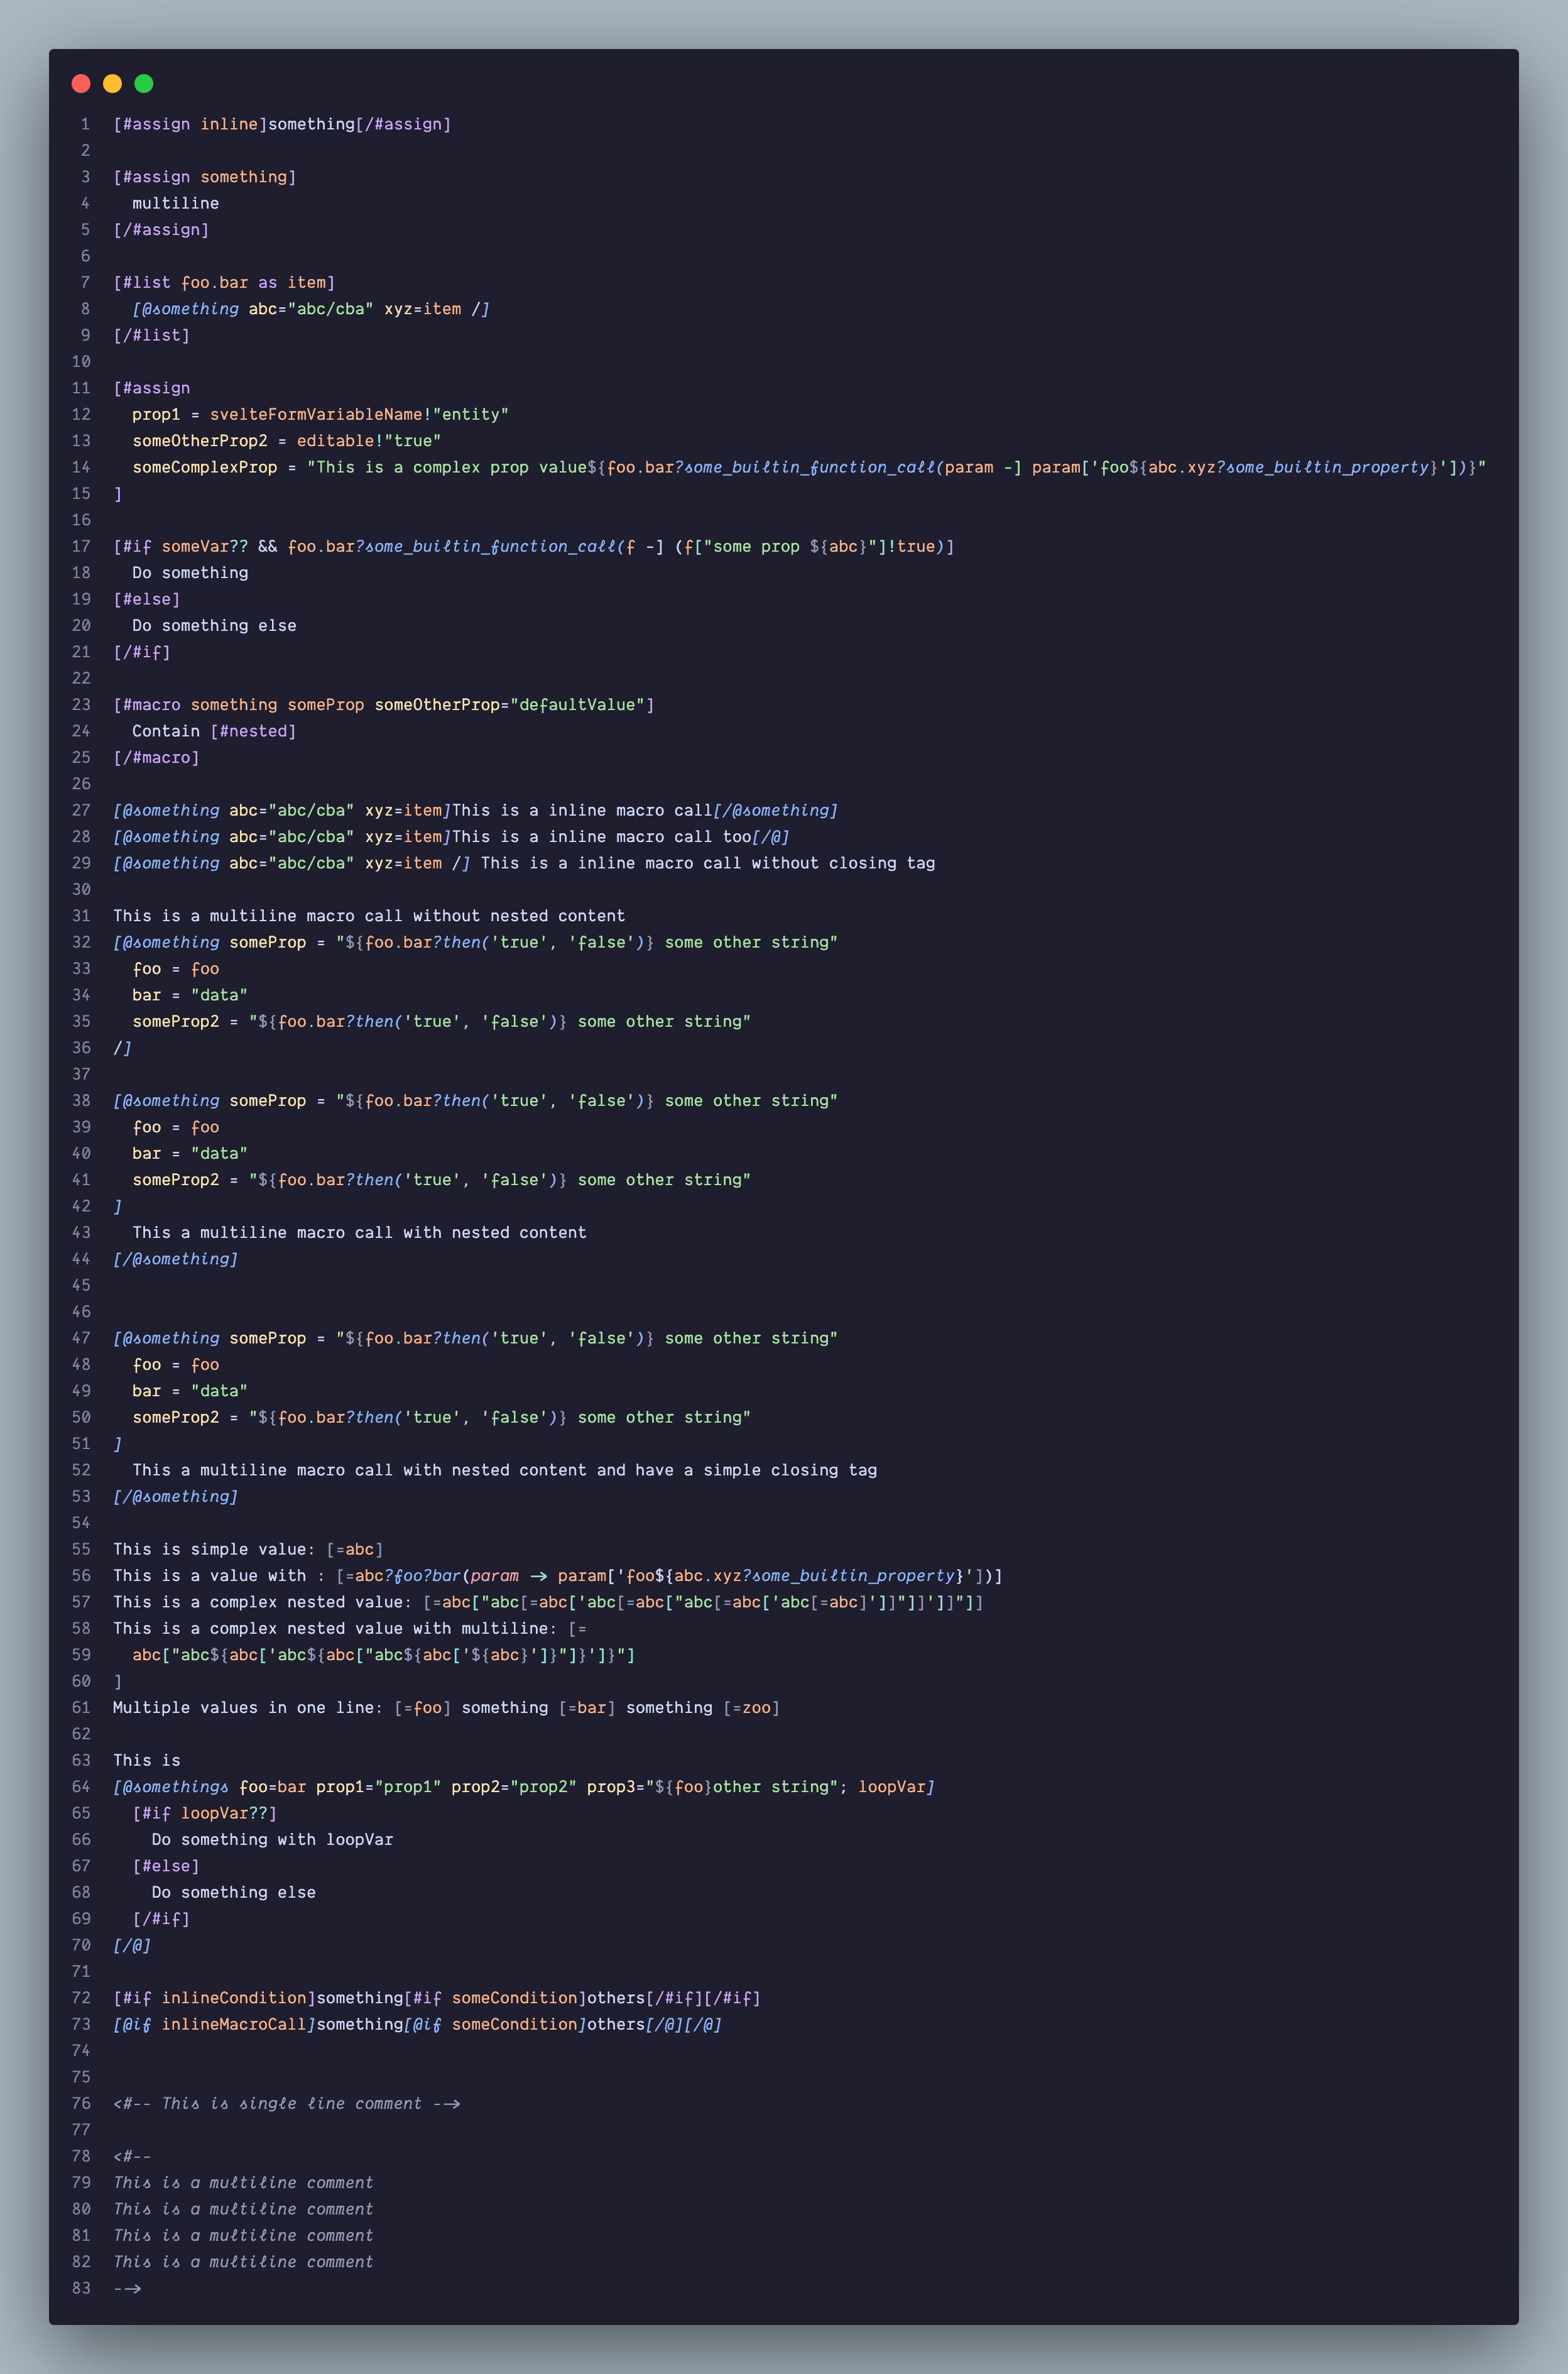 1 [#assign inline]something[/#assign]
2
3 [#assign something]
4   multiline
5 [/#assign]
6
7 [#list foo.bar as item]
8   [@something abc="abc/cba" xyz=item /]
9 [/#list]
10
11 [#assign
12   prop1 = svelteFormVariableName!"entity"
13   someOtherProp2 = editable!"true"
14   someComplexProp = "This is a complex prop value${foo.bar?some_builtin_function_call(param -] param['foo${abc.xyz?some_builtin_property}'])}"
15 ]
16
17 [#if someVar?? && foo.bar?some_builtin_function_call(f -] (f["some prop ${abc}"]!true)]
18   Do something
19 [#else]
20   Do something else
21 [/#if]
22
23 [#macro something someProp someOtherProp="defaultValue"]
24   Contain [#nested]
25 [/#macro]
26
27 [@something abc="abc/cba" xyz=item]This is a inline macro call[/@something]
28 [@something abc="abc/cba" xyz=item]This is a inline macro call too[/@]
29 [@something abc="abc/cba" xyz=item /] This is a inline macro call without closing tag
30
31 This is a multiline macro call without nested content
32 [@something someProp = "${foo.bar?then('true', 'false')} some other string"
33   foo = foo
34   bar = "data"
35   someProp2 = "${foo.bar?then('true', 'false')} some other string"
36 /]
37
38 [@something someProp = "${foo.bar?then('true', 'false')} some other string"
39   foo = foo
40   bar = "data"
41   someProp2 = "${foo.bar?then('true', 'false')} some other string"
42 ]
43   This a multiline macro call with nested content
44 [/@something]
45
46
47 [@something someProp = "${foo.bar?then('true', 'false')} some other string"
48   foo = foo
49   bar = "data"
50   someProp2 = "${foo.bar?then('true', 'false')} some other string"
51 ]
52   This a multiline macro call with nested content and have a simple closing tag
53 [/@something]
54
55 This is simple value: [=abc]
56 This is a value with : [=abc?foo?bar(param -> param['foo${abc.xyz?some_builtin_property}'])]
57 This is a complex nested value: [=abc["abc[=abc['abc[=abc["abc[=abc['abc[=abc]']]"]]']]"]]
58 This is a complex nested value with multiline: [=
59   abc["abc${abc['abc${abc["abc${abc['${abc}']}"]}']}"]
60 ]
61 Multiple values in one line: [=foo] something [=bar] something [=zoo]
62
63 This is
64 [@somethings foo=bar prop1="prop1" prop2="prop2" prop3="${foo}other string"; loopVar]
65   [#if loopVar??]
66     Do something with loopVar
67   [#else]
68     Do something else
69   [/#if]
70 [/@]
71
72 [#if inlineCondition]something[#if someCondition]others[/#if][/#if]
73 [@if inlineMacroCall]something[@if someCondition]others[/@][/@]
74
75
76 <#-- This is single line comment -->
77
78 <#--
79 This is a multiline comment
80 This is a multiline comment
81 This is a multiline comment
82 This is a multiline comment
83 -->